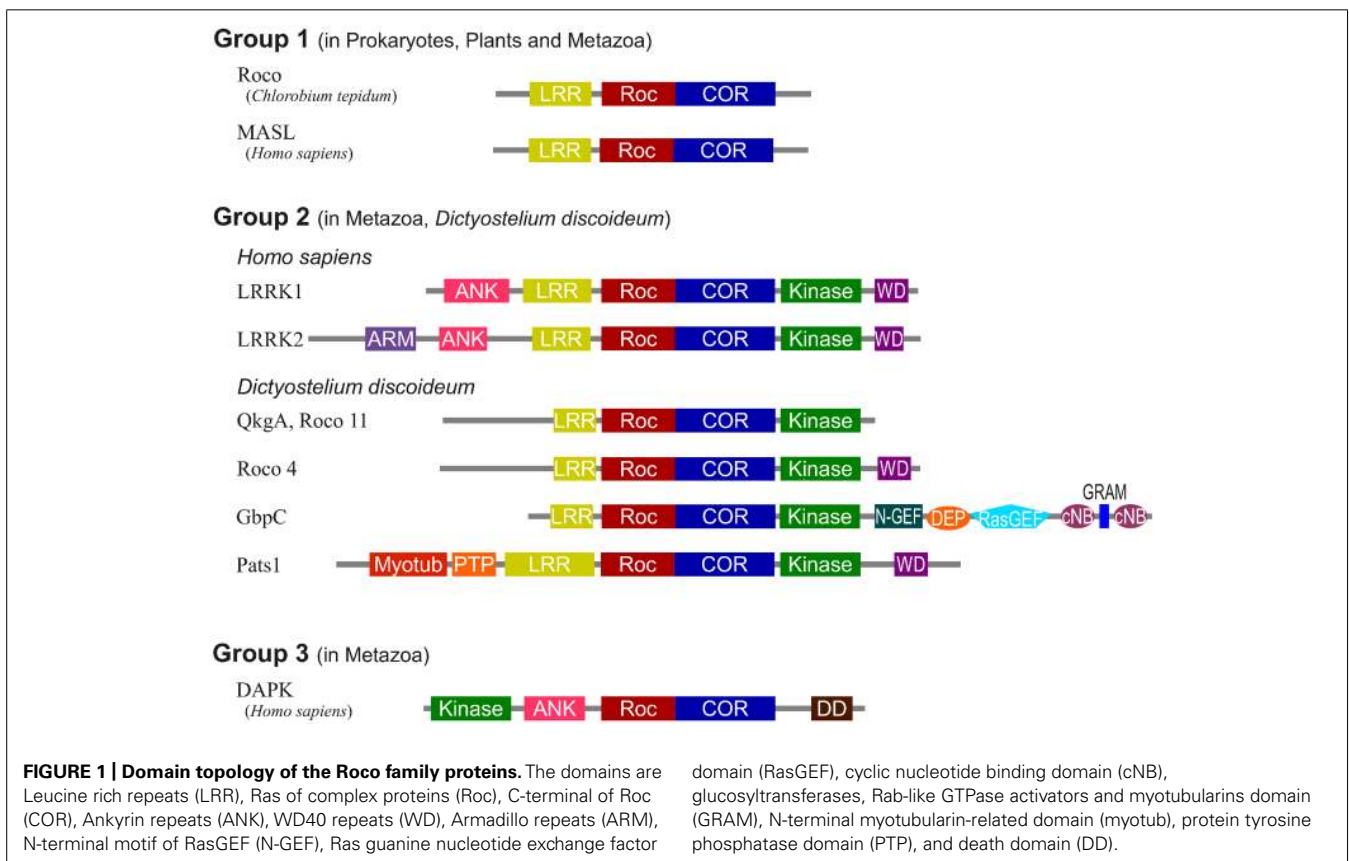 Group 1 (in Prokaryotes, Plants and Metazoa)
Roco
(Chlorobium tepidum)
LRR Roc COR
MASL
(Homo sapiens)
LRR Roc COR
Group 2 (in Metazoa, Dictyostelium discoideum)
Homo sapiens
LRRK1 ANK LRR Roc COR Kinase WD
LRRK2 ARM ANK LRR Roc COR Kinase WD
Dictyostelium discoideum
QkgA, Roco 11 LRR Roc COR Kinase
Roco 4 LRR Roc COR Kinase WD
GRAM
GbpC LRR Roc COR Kinase N-GEF DEP RasGEF cNB cNB
Pats1 Myotub PTP LRR Roc COR Kinase WD
Group 3 (in Metazoa)
DAPK
(Homo sapiens)
Kinase ANK Roc COR DD
FIGURE 1 | Domain topology of the Roco family proteins. The domains are
Leucine rich repeats (LRR), Ras of complex proteins (Roc), C-terminal of Roc
(COR), Ankyrin repeats (ANK), WD40 repeats (WD), Armadillo repeats (ARM),
N-terminal motif of RasGEF (N-GEF), Ras guanine nucleotide exchange factor
domain (RasGEF), cyclic nucleotide binding domain (cNB),
glucosyltransferases, Rab-like GTPase activators and myotubularins domain
(GRAM), N-terminal myotubularin-related domain (myotub), protein tyrosine
phosphatase domain (PTP), and death domain (DD).